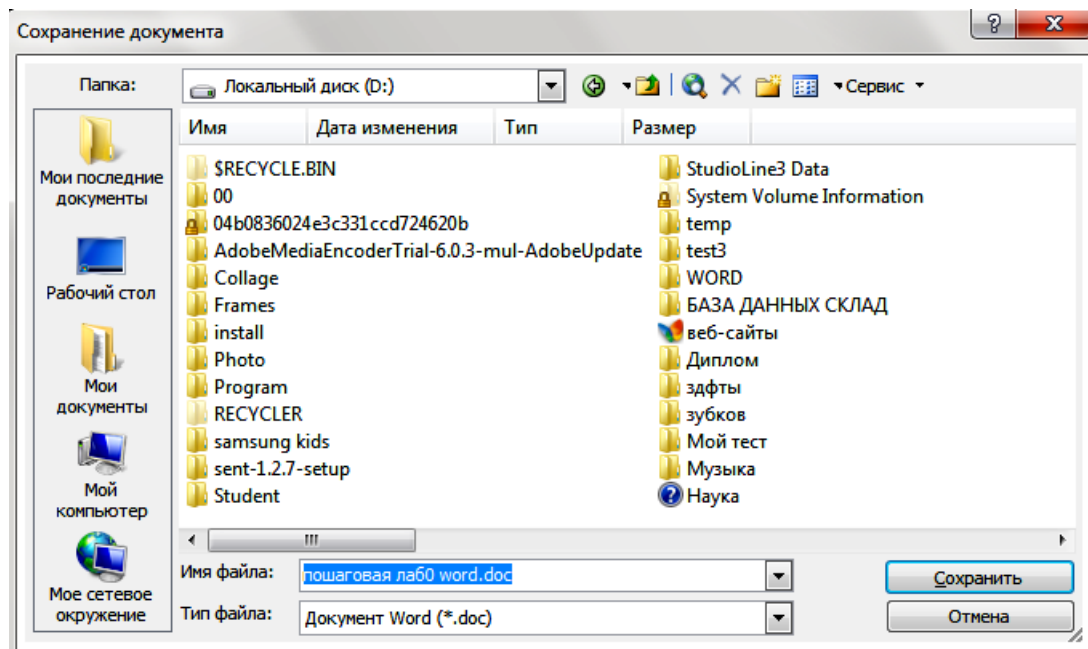 Сохранение документа
Папка:
Локальный диск (D:)
Сервис
Мои последние
документы
Рабочий стол
Мои
документы
Мой
компьютер
Мое сетевое
окружение
Имя Дата изменения Тип Размер
$RECYCLE.BIN
00
04b0836024e3c331ccd724620b
AdobeMediaEncoderTrial-6.0.3-mul-AdobeUpdate
Collage
Frames
install
Photo
Program
RECYCLER
samsung kids
sent-1.2.7-setup
Student
StudioLine3 Data
System Volume Information
temp
test3
WORD
БАЗА ДАННЫХ СКЛАД
веб-сайты
Диплом
здфты
зубков
Мой тест
Музыка
Наука
Имя файла:
пошаговая лаб0 word.doc
Сохранить
Тип файла:
Документ Word (*.doc)
Отмена